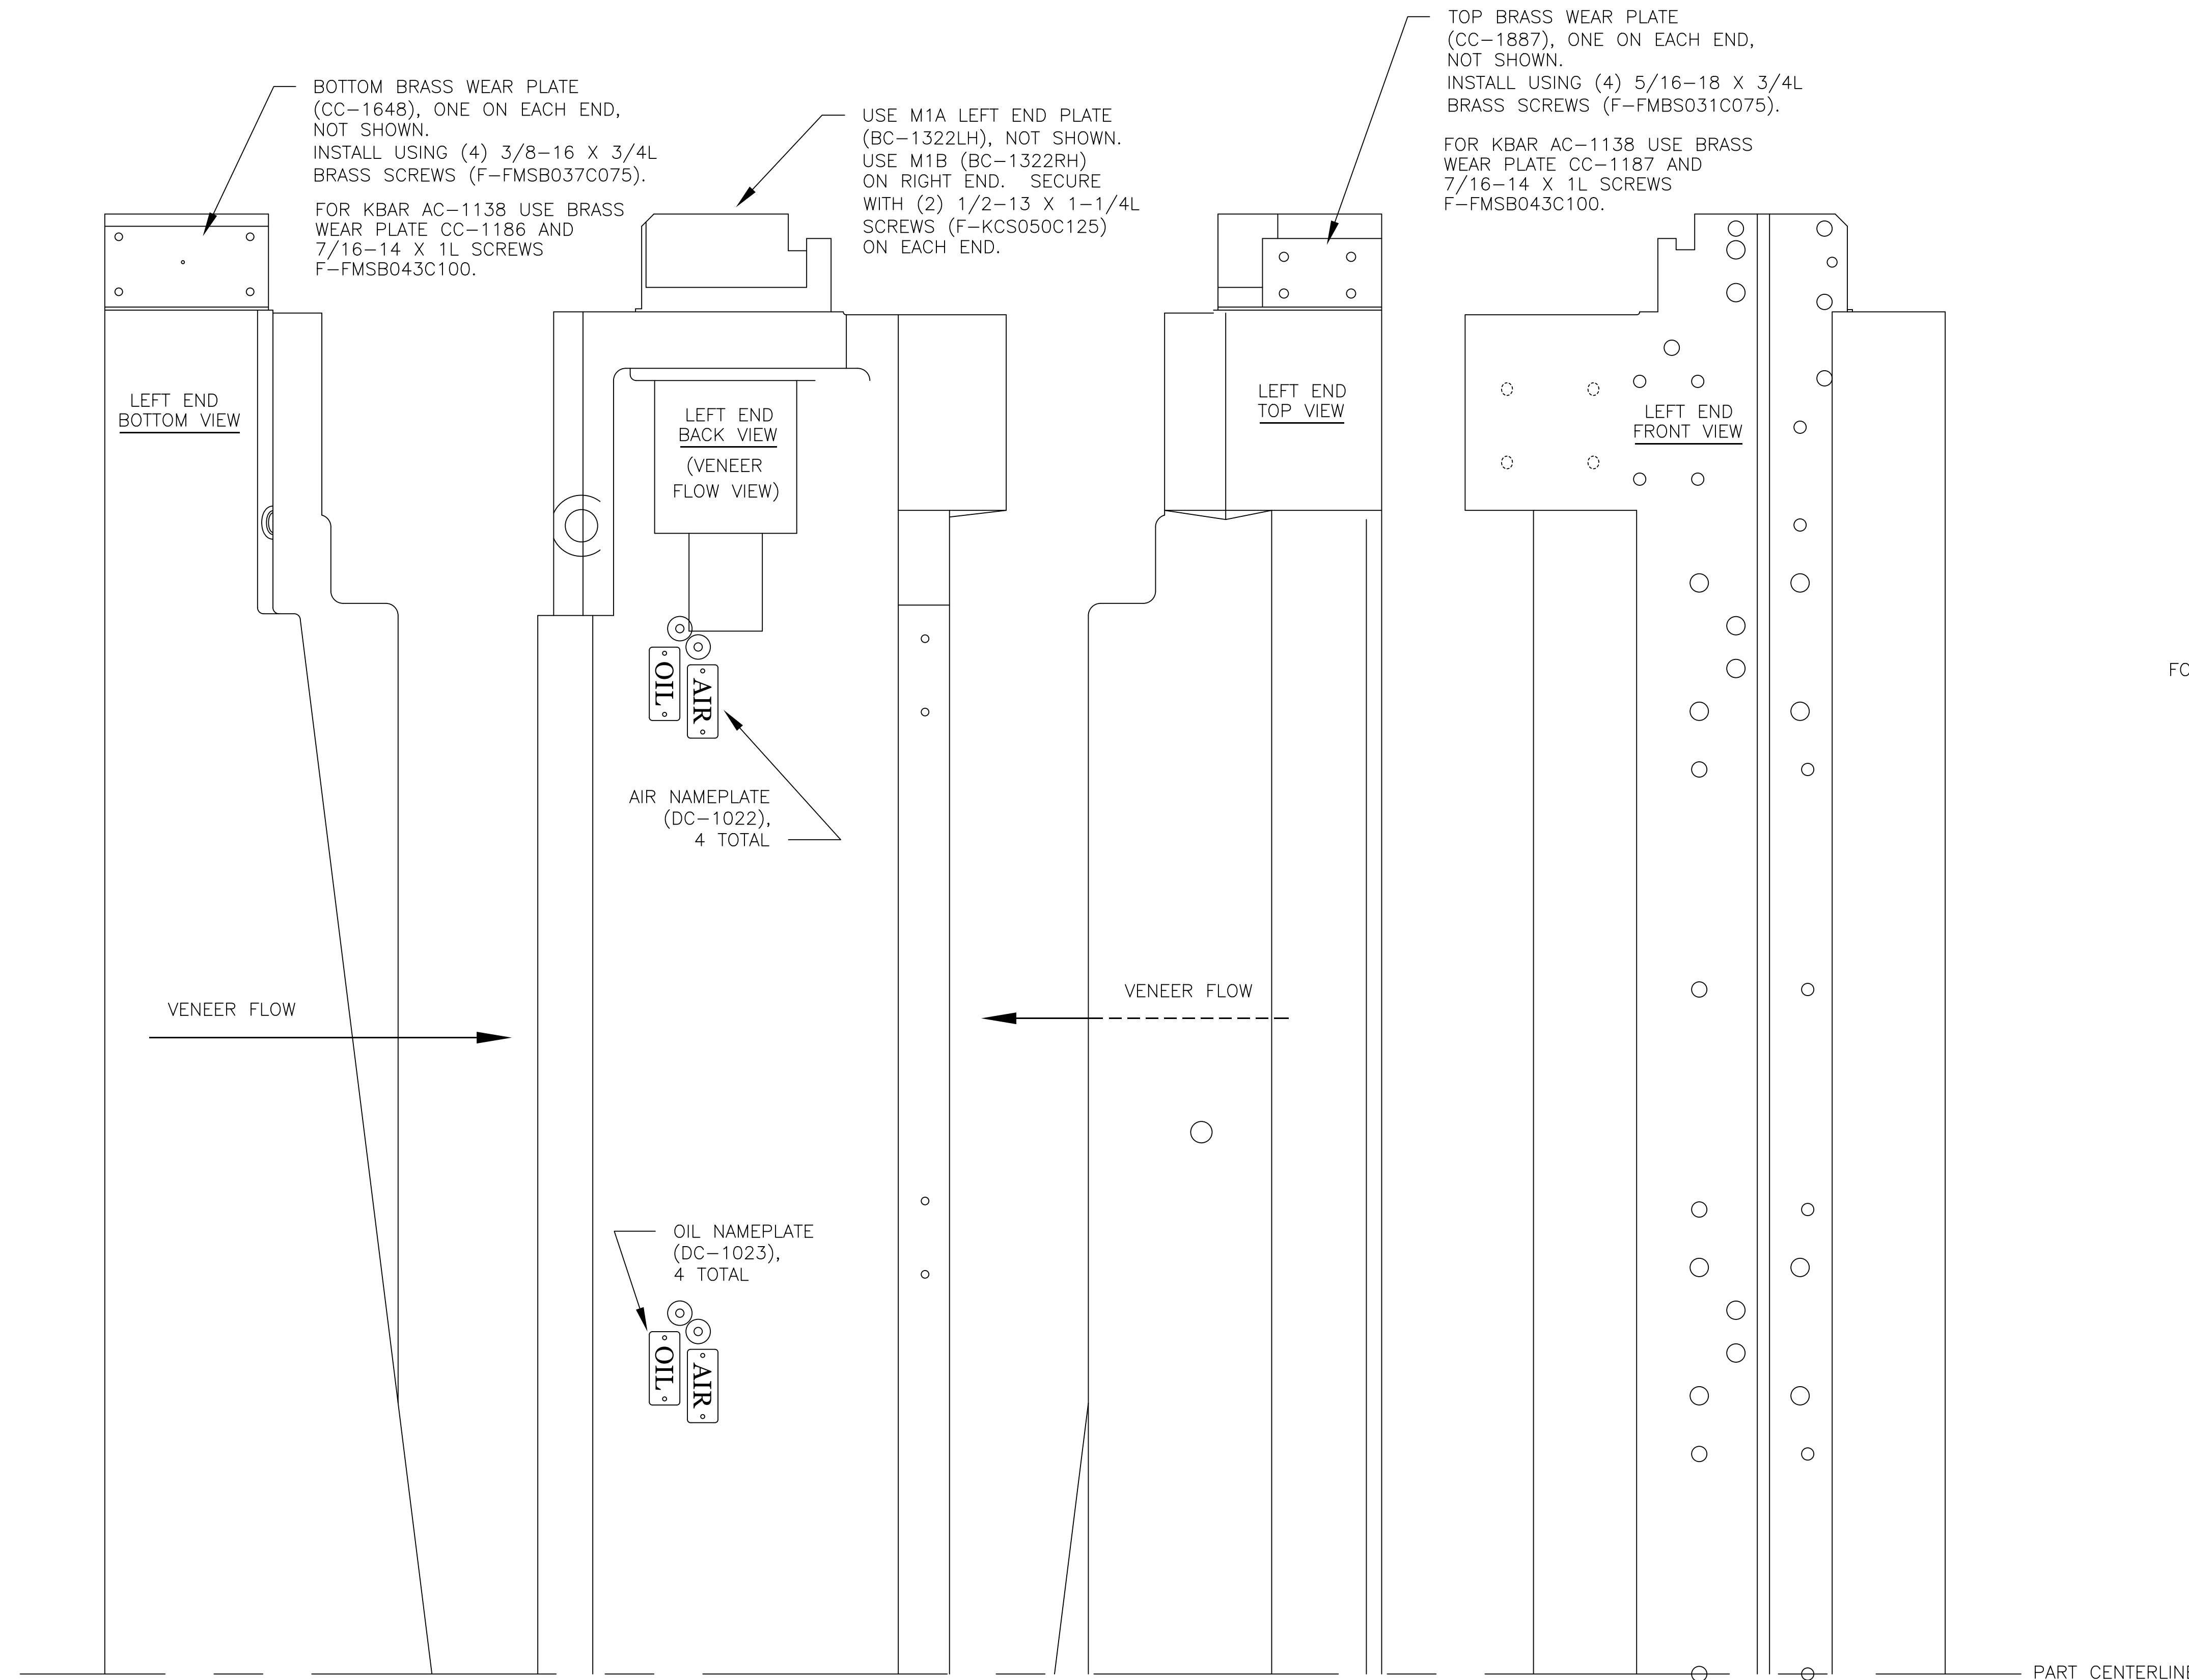 BOTTOM BRASS WEAR PLATE
(CC-1648), ONE ON EACH END,
NOT SHOWN.
INSTALL USING (4) 3/8-16 X 3/4L
BRASS SCREWS (F-FMSB037C075).
FOR KBAR AC-1138 USE BRASS
WEAR PLATE CC-1186 AND
7/16-14 X 1L SCREWS
F-FMSB043C100.
USE M1A LEFT END PLATE
(BC-1322LH), NOT SHOWN.
USE M1B (BC-1322RH)
ON RIGHT END. SECURE
WITH (2) 1/2-13 X 1-1/4L
SCREWS (F-KCS050C125)
ON EACH END.
TOP BRASS WEAR PLATE
(CC-1887), ONE ON EACH END,
NOT SHOWN.
INSTALL USING (4) 5/16-18 X 3/4L
BRASS SCREWS (F-FMBS031C075).
FOR KBAR AC-1138 USE BRASS
WEAR PLATE CC-1187 AND
7/16-14 X 1L SCREWS
F-FMSB043C100.
LEFT END
BOTTOM VIEW
LEFT END
BACK VIEW
(VENEER
FLOW VIEW)
LEFT END
TOP VIEW
LEFT END
FRONT VIEW
FO
OIL
AIR
AIR NAMEPLATE
(DC-1022),
4 TOTAL
VENEER FLOW
VENEER FLOW
OIL NAMEPLATE
(DC-1023),
4 TOTAL
OIL
AIR
PART CENTERLINE